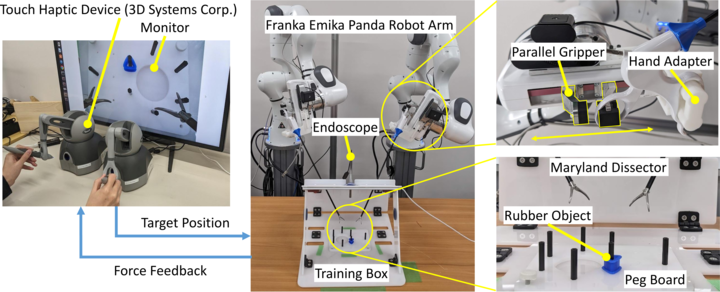 Touch Haptic Device (3D Systems Corp.)
Monitor
Target Position
Force Feedback
Franka Emika Panda Robot Arm
Endoscope
Training Box
Parallel Gripper
Hand Adapter
Maryland Dissector
Rubber Object
Peg Board